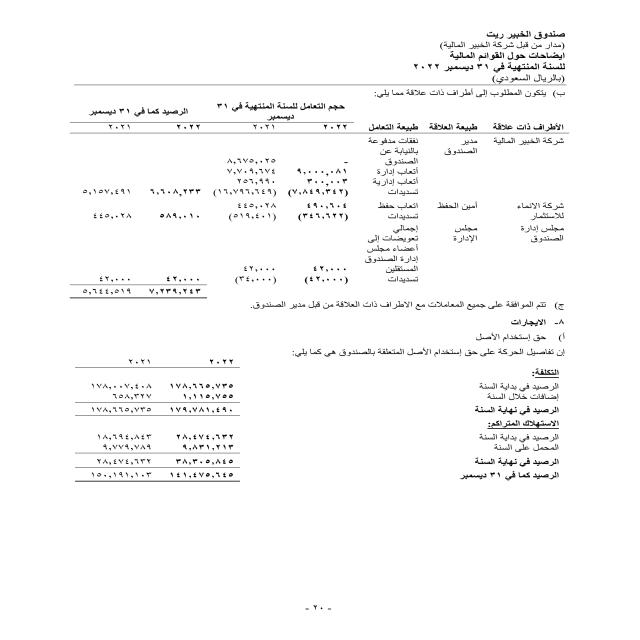 صندوق الخبير ريت
(مدار من قبل شركة الخبير المالية)
إيضاحات حول القوائم المالية
للسنة المنتهية في ٣١ ديسمبر ٢٠٢٢
(بالريال السعودي)
ب) يتكون المطلوب إلى أطراف ذات علاقة مما يلي:
حجم التعامل للسنة المنتهية في ٣١ ديسمبر الرصيد كما في ٣١ ديسمبر
الأطراف ذات علاقة طبيعة العلاقة طبيعة التعامل ٢٠٢٢ ٢٠٢١ ٢٠٢٢ ٢٠٢١
شركة الخبير المالية مدير الصندوق نفقات مدفوعة بالنيابة عن الصندوق - ٨,٦٧٥,٠٢٥
أتعاب إدارة ٩,٠٠٠,٠٨١ ٧,٧٠٩,٦٧٤
أتعاب إدارية ٣٠٠,٠٠٣ ٢٥٦,٩٩٠
تسديدات (٧,٨٤٩,٣٤٢) (١٦,٧٩٦,٦٤٩) ٦,٦٠٨,٢٣٣ ٥,١٥٧,٤٩١
شركة الانماء للاستثمار أمين الحفظ اتعاب حفظ ٤٩٠,٦٠٤ ٤٤٥,٠٢٨
تسديدات (٣٤٦,٦٢٢) (٥١٩,٤٠١) ٥٨٩,٠١٠ ٤٤٥,٠٢٨
مجلس إدارة الصندوق مجلس الإدارة إجمالي تعويضات إلى أعضاء مجلس إدارة الصندوق المستقلين ٤٢,٠٠٠ ٤٢,٠٠٠
تسديدات (٤٢,٠٠٠) (٣٤,٠٠٠) ٤٢,٠٠٠ ٤٢,٠٠٠
٧,٢٣٩,٢٤٣ ٥,٦٤٤,٥١٩
ج) تتم الموافقة على جميع المعاملات مع الاطراف ذات العلاقة من قبل مدير الصندوق.
٨- الايجارات
أ) حق إستخدام الأصل
إن تفاصيل الحركة على حق إستخدام الأصل المتعلقة بالصندوق هي كما يلي:
٢٠٢٢ ٢٠٢١
التكلفة:
الرصيد في بداية السنة ١٧٨,٦٦٥,٧٣٥ ١٧٨,٠٠٧,٤٠٨
إضافات خلال السنة ١,١١٥,٧٥٥ ٦٥٨,٣٢٧
الرصيد في نهاية السنة ١٧٩,٧٨١,٤٩٠ ١٧٨,٦٦٥,٧٣٥
الاستهلاك المتراكم:
الرصيد في بداية السنة ٢٨,٤٧٤,٦٣٢ ١٨,٦٩٤,٨٤٣
المحمل على السنة ٩,٨٣١,٢١٣ ٩,٧٧٩,٧٨٩
الرصيد في نهاية السنة ٣٨,٣٠٥,٨٤٥ ٢٨,٤٧٤,٦٣٢
الرصيد كما في ٣١ ديسمبر ١٤١,٤٧٥,٦٤٥ ١٥٠,١٩١,١٠٣
- ٢٠ -